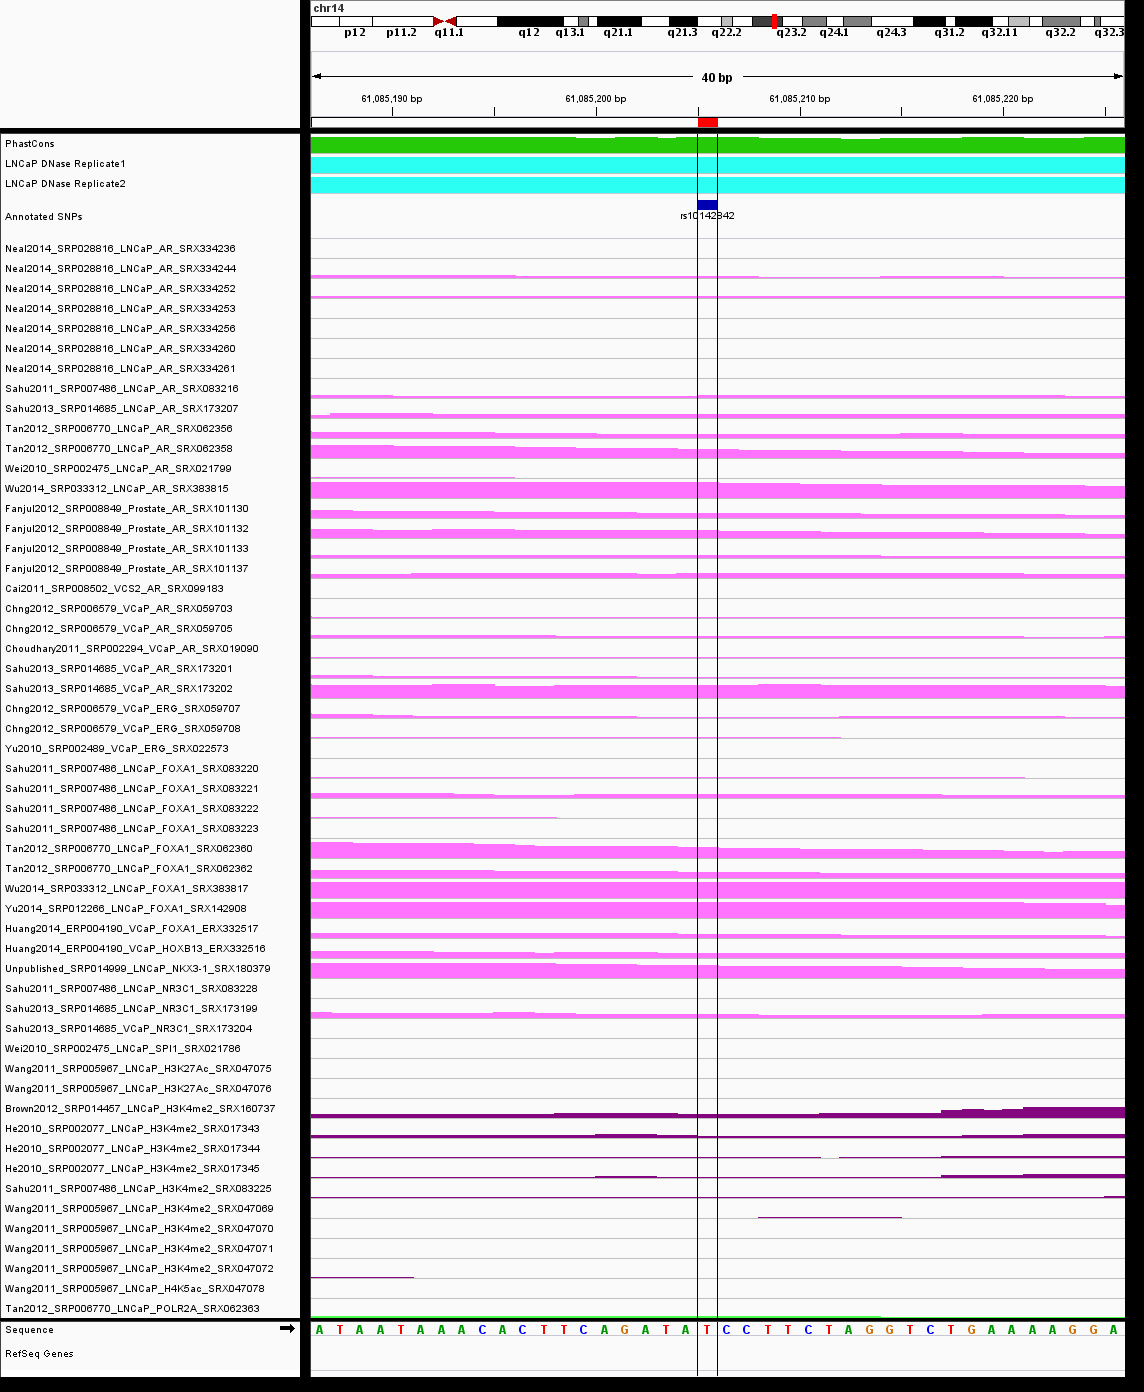 chr14
p12 p11.2 q11.1 q12 q13.1 q21.1 q21.3 q22.2 q23.2 q24.1 q24.3 q31.2 q32.11 q32.2 q32.3
40 bp
61,085,190 bp 61,085,200 bp 61,085,210 bp 61,085,220 bp
PhastCons
LNCaP DNase Replicate1
LNCaP DNase Replicate2
Annotated SNPs
rs10142842
Neal2014_SRP028816_LNCaP_AR_SRX334236
Neal2014_SRP028816_LNCaP_AR_SRX334244
Neal2014_SRP028816_LNCaP_AR_SRX334252
Neal2014_SRP028816_LNCaP_AR_SRX334253
Neal2014_SRP028816_LNCaP_AR_SRX334256
Neal2014_SRP028816_LNCaP_AR_SRX334260
Neal2014_SRP028816_LNCaP_AR_SRX334261
Sahu2011_SRP007486_LNCaP_AR_SRX083216
Sahu2013_SRP014685_LNCaP_AR_SRX173207
Tan2012_SRP006770_LNCaP_AR_SRX062356
Tan2012_SRP006770_LNCaP_AR_SRX062358
Wei2010_SRP002475_LNCaP_AR_SRX021799
Wu2014_SRP033312_LNCaP_AR_SRX383815
Fanjul2012_SRP008849_Prostate_AR_SRX101130
Fanjul2012_SRP008849_Prostate_AR_SRX101132
Fanjul2012_SRP008849_Prostate_AR_SRX101133
Fanjul2012_SRP008849_Prostate_AR_SRX101137
Cai2011_SRP008502_VCS2_AR_SRX099183
Chng2012_SRP006579_VCaP_AR_SRX059703
Chng2012_SRP006579_VCaP_AR_SRX059705
Choudhary2011_SRP002294_VCaP_AR_SRX019090
Sahu2013_SRP014685_VCaP_AR_SRX173201
Sahu2013_SRP014685_VCaP_AR_SRX173202
Chng2012_SRP006579_VCaP_ERG_SRX059707
Chng2012_SRP006579_VCaP_ERG_SRX059708
Yu2010_SRP002489_VCaP_ERG_SRX022573
Sahu2011_SRP007486_LNCaP_FOXA1_SRX083220
Sahu2011_SRP007486_LNCaP_FOXA1_SRX083221
Sahu2011_SRP007486_LNCaP_FOXA1_SRX083222
Sahu2011_SRP007486_LNCaP_FOXA1_SRX083223
Tan2012_SRP006770_LNCaP_FOXA1_SRX062360
Tan2012_SRP006770_LNCaP_FOXA1_SRX062362
Wu2014_SRP033312_LNCaP_FOXA1_SRX383817
Yu2014_SRP012266_LNCaP_FOXA1_SRX142908
Huang2014_ERP004190_VCaP_FOXA1_ERX332517
Huang2014_ERP004190_VCaP_HOXB13_ERX332516
Unpublished_SRP014999_LNCaP_NKX3-1_SRX180379
Sahu2011_SRP007486_LNCaP_NR3C1_SRX083228
Sahu2013_SRP014685_LNCaP_NR3C1_SRX173199
Sahu2013_SRP014685_VCaP_NR3C1_SRX173204
Wei2010_SRP002475_LNCaP_SPI1_SRX021786
Wang2011_SRP005967_LNCaP_H3K27Ac_SRX047075
Wang2011_SRP005967_LNCaP_H3K27Ac_SRX047076
Brown2012_SRP014457_LNCaP_H3K4me2_SRX160737
He2010_SRP002077_LNCaP_H3K4me2_SRX017343
He2010_SRP002077_LNCaP_H3K4me2_SRX017344
He2010_SRP002077_LNCaP_H3K4me2_SRX017345
Sahu2011_SRP007486_LNCaP_H3K4me2_SRX083225
Wang2011_SRP005967_LNCaP_H3K4me2_SRX047069
Wang2011_SRP005967_LNCaP_H3K4me2_SRX047070
Wang2011_SRP005967_LNCaP_H3K4me2_SRX047071
Wang2011_SRP005967_LNCaP_H3K4me2_SRX047072
Wang2011_SRP005967_LNCaP_H4K5ac_SRX047078
Tan2012_SRP006770_LNCaP_POLR2A_SRX062363
Sequence A T A A T A A A C A C T T C A G A T A T C C T T C T A G G T C T G A A A A G G A
RefSeq Genes